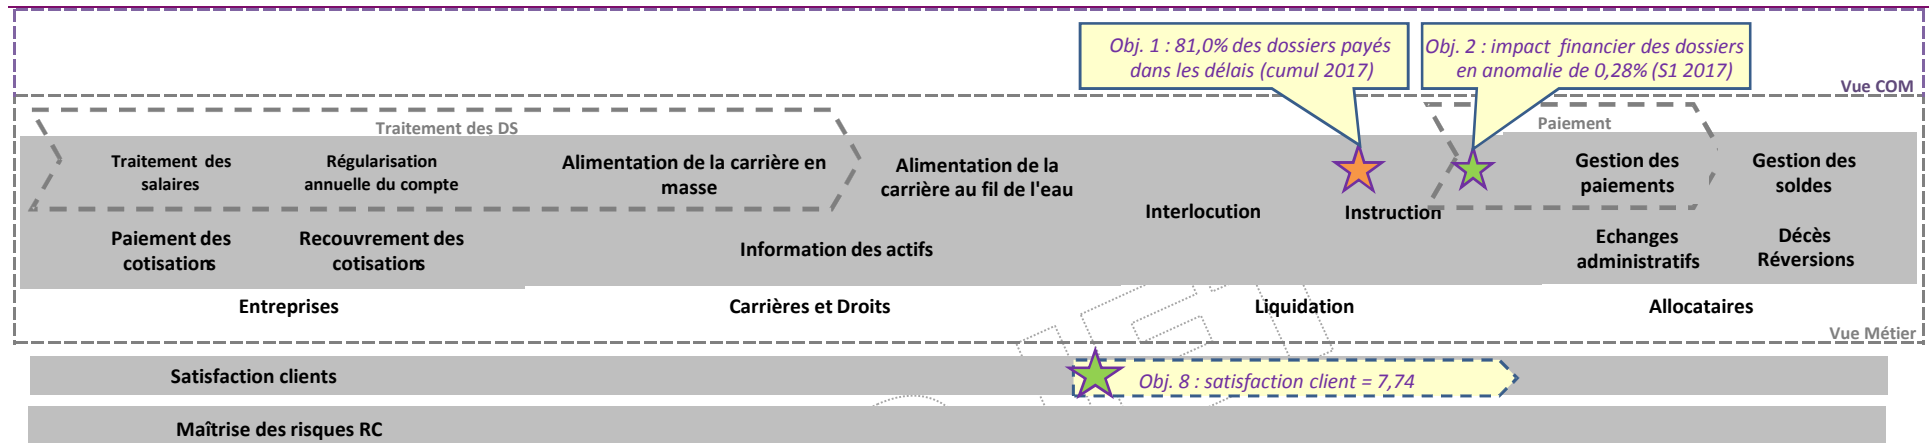 Obj. 1 : 81,0% des dossiers payés
dans les délais (cumul 2017)
Obj. 2 : impact financier des dossiers
en anomalie de 0,28% (S1 2017)
Vue COM
Traitement des DS
Paiement
Traitement des
salaires
Régularisation
annuelle du compte
Alimentation de la carrière en
masse
Alimentation de la
carrière au fil de l'eau
Interlocution
Instruction
Gestion des
paiements
Gestion des
soldes
Paiement des
cotisations
Recouvrement des
cotisations
Information des actifs
Echanges
administratifs
Décès
Réversions
Entreprises
Carrières et Droits
Liquidation
Allocataires
Vue Métier
Satisfaction clients
Obj. 8 : satisfaction client = 7,74
Maîtrise des risques RC